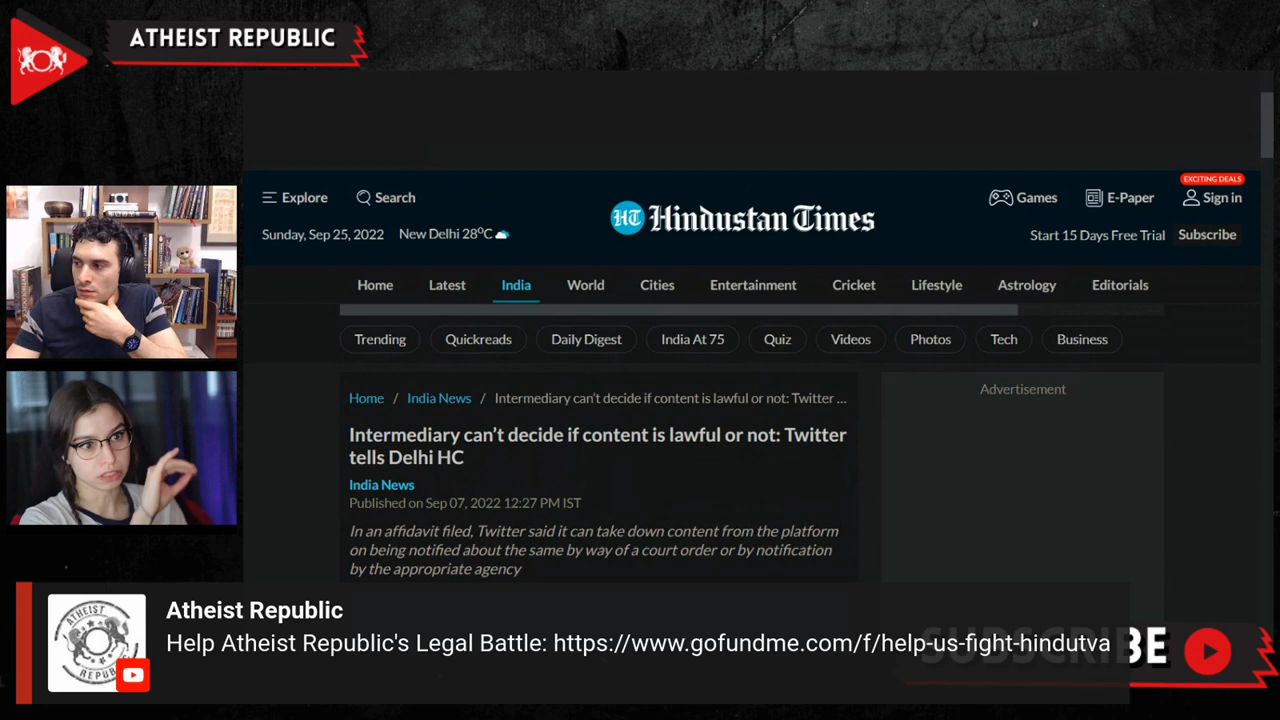 ATHEIST REPUBLIC
EXCITING DEALS
Explore
Search
HT Hindustan Times
Games
E-Paper
Sign in
Sunday, Sep 25, 2022
New Delhi 28⁰C
Start 15 Days Free Trial
Subscribe
Home
Latest
India
World
Cities
Entertainment
Cricket
Lifestyle
Astrology
Editorials
Trending
Quickreads
Daily Digest
India At 75
Quiz
Videos
Photos
Tech
Business
Home / India News / Intermediary can't decide if content is lawful or not: Twitter ...
Advertisement
Intermediary can't decide if content is lawful or not: Twitter
tells Delhi HC
India News
Published on Sep 07, 2022 12:27 PM IST
In an affidavit filed, Twitter said it can take down content from the platform
on being notified about the same by way of a court order or by notification
by the appropriate agency
Atheist Republic
Help Atheist Republic's Legal Battle: https://www.gofundme.com/f/help-us-fight-hindutva
SUBSCRIBE
ATHEIST
REPUBLIC